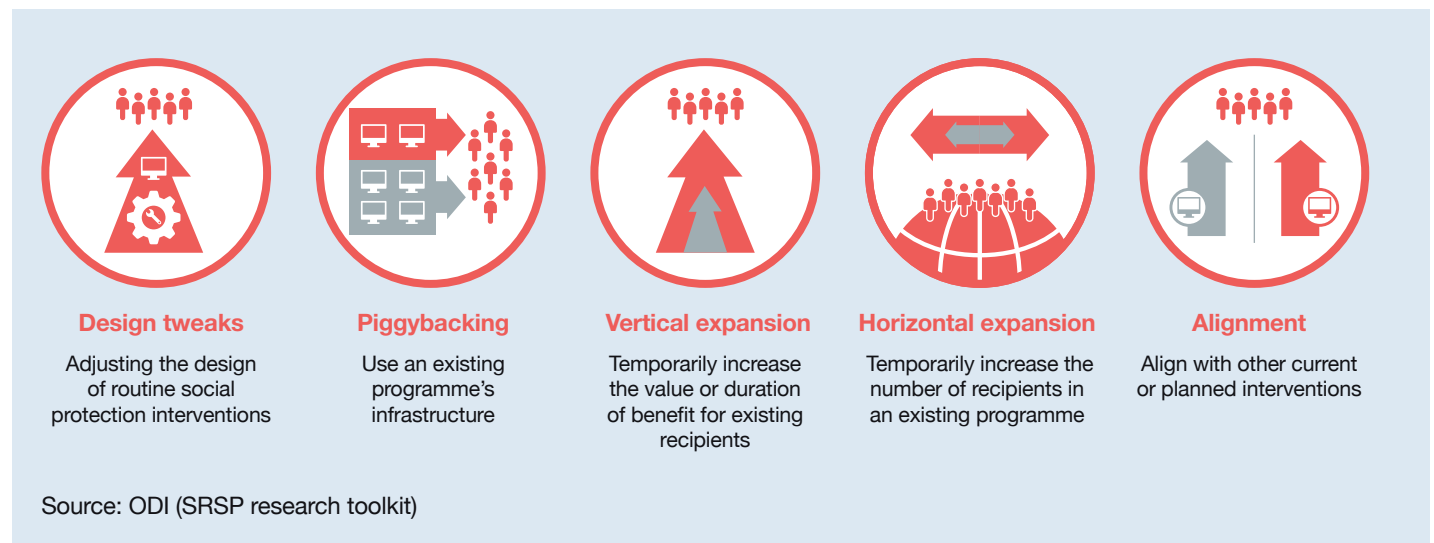 Design tweaks
Adjusting the design
of routine social
protection interventions
Piggybacking
Use an existing
programme's
infrastructure
Vertical expansion
Temporarily increase
the value or duration
of benefit for existing
recipients
Horizontal expansion
Temporarily increase the
number of recipients in
an existing programme
Alignment
Align with other current
or planned interventions
Source: ODI (SRSP research toolkit)